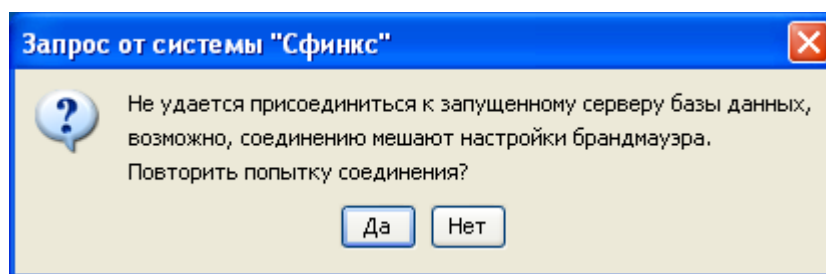 Запрос от системы "Сфинкс"
Не удается присоединиться к запущенному серверу базы данных,
возможно, соединению мешают настройки брандмауэра.
Повторить попытку соединения?
Да Нет